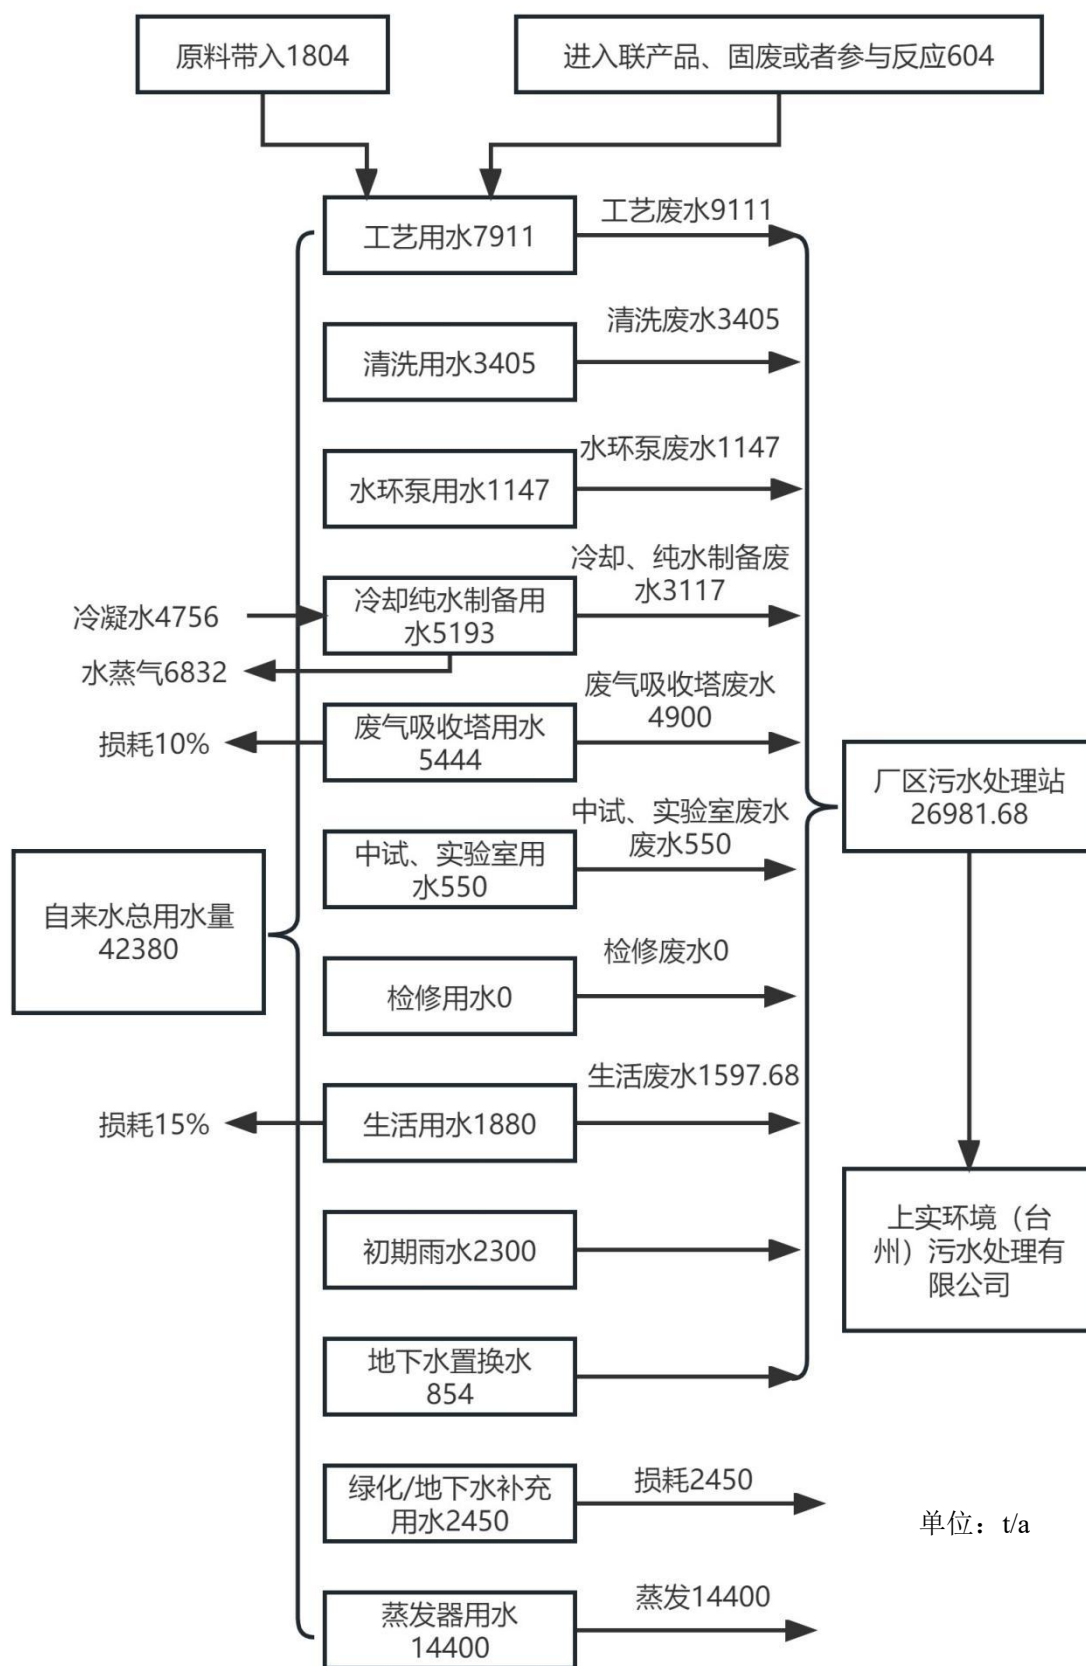 原料带入1804
进入联产品、固废或者参与反应604
工艺用水7911
工艺废水9111
清洗用水3405
清洗废水3405
水环泵用水1147
水环泵废水1147
冷凝水4756
水蒸气6832
冷却纯水制备用
水5193
冷却、纯水制备废
水3117
损耗10%
废气吸收塔用水
5444
废气吸收塔废水
4900
中试、实验室用
水550
中试、实验室废水
废水550
自来水总用水量
42380
厂区污水处理站
26981.68
检修用水0
检修废水0
损耗15%
生活用水1880
生活废水1597.68
初期雨水2300
上实环境（台
州）污水处理有
限公司
地下水置换水
854
绿化/地下水补充
用水2450
损耗2450
单位：t/a
蒸发器用水
14400
蒸发14400